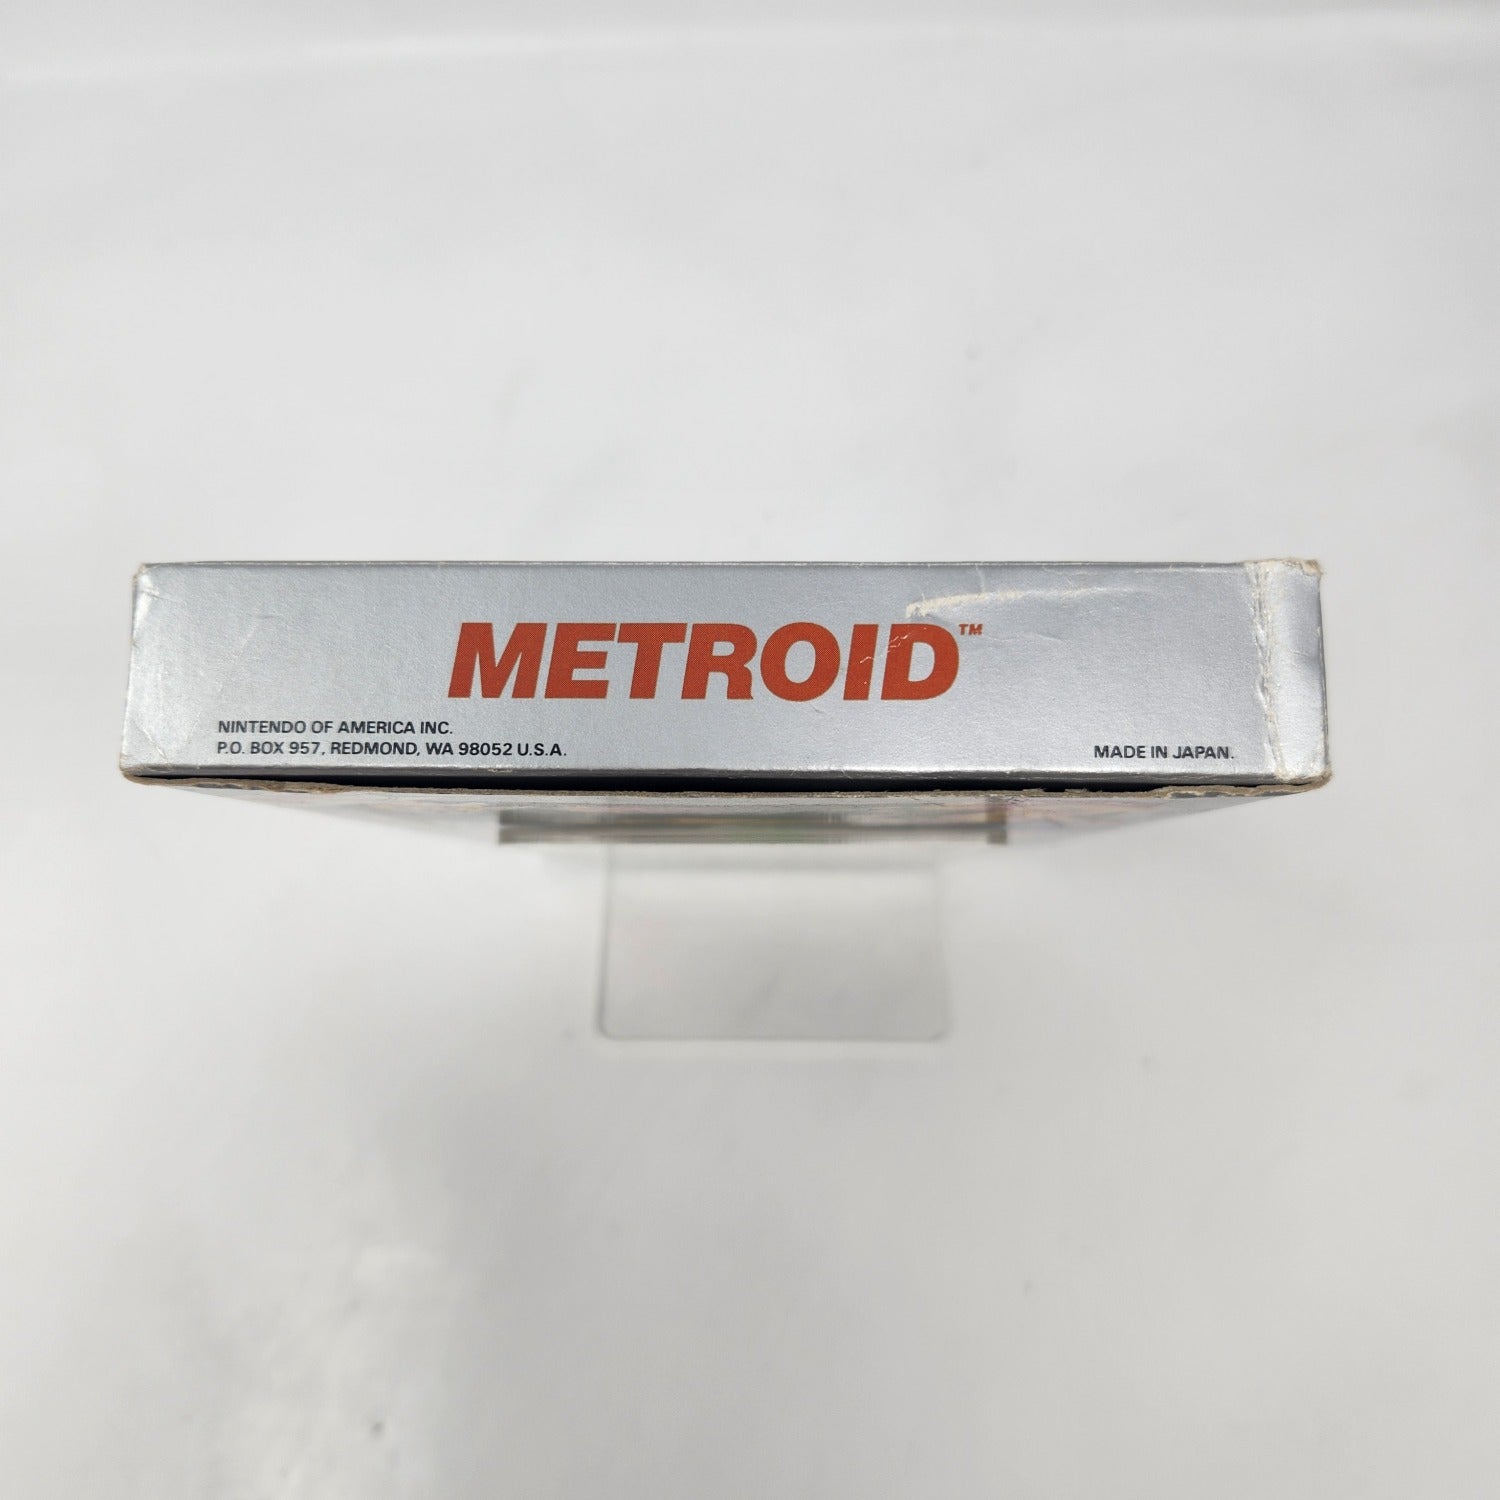 METROID™
NINTENDO OF AMERICA INC.
P.O. BOX 957, REDMOND, WA 98052 U.S.A.
MADE IN JAPAN.